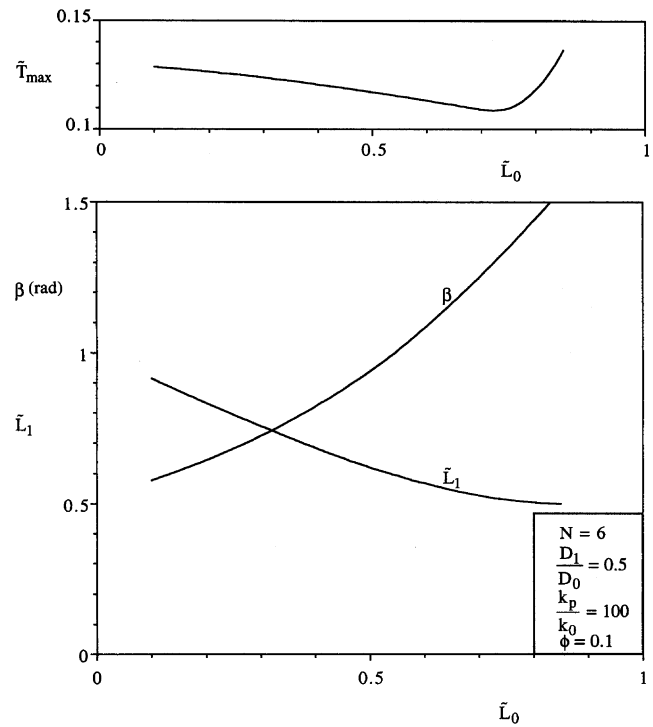 0.15
T̃max
0.1
0
0.5
1
L̃0
1.5
β (rad)
β
1
L̃1
0.5
L̃1
N = 6
D1
D0
= 0.5
kp
k0
= 100
ϕ = 0.1
0
0
0.5
1
L̃0